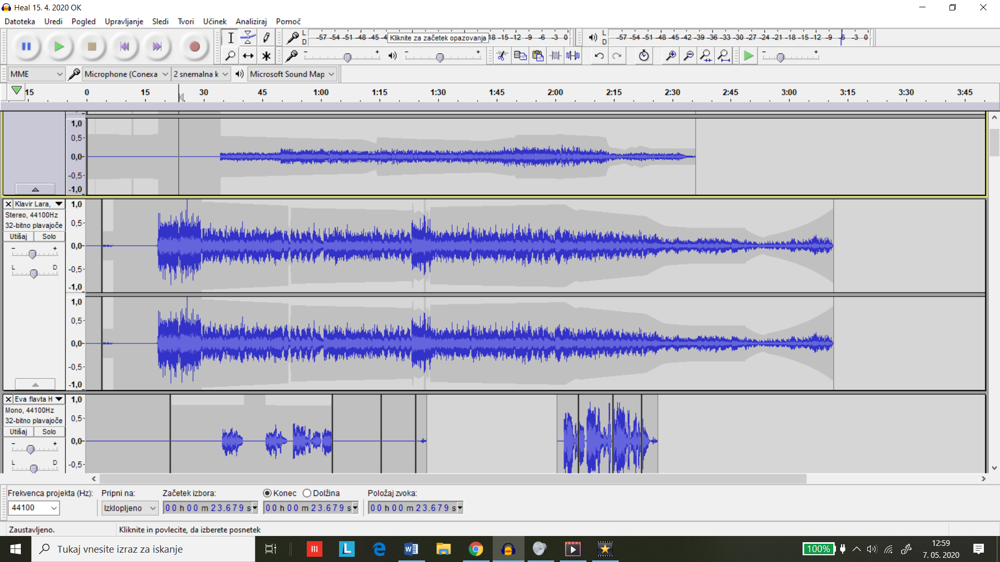 Heal 15. 4. 2020 OK
Datoteka Uredi Pogled Upravljanje Sledi Tvori Učinek Analiziraj Pomoč
L D -57 -54 -51 -48 -45 -4 Kliknite za začetek opazovanja 18 -15 -12 -9 -6 -3 0
L D -57 -54 -51 -48 -45 -42 -39 -36 -33 -30 -27 -24 -21 -18 -15 -12 -9 -6 -3 0
- + - + - +
MME Microphone (Conexa 2 snemalna k Microsoft Sound Map
15 0 15 30 45 1:00 1:15 1:30 1:45 2:00 2:15 2:30 2:45 3:00 3:15 3:30 3:45
1,0
0,5
0,0
-0,5
-1,0
Klavir Lara,
Stereo, 44100Hz
32-bitno plavajoče
Utišaj Solo
- +
L D
1,0
0,5
0,0
-0,5
-1,0
1,0
0,5
0,0
-0,5
-1,0
Eva flavta H
Mono, 44100Hz
32-bitno plavajoče
Utišaj Solo
- +
L D
1,0
0,5
0,0
-0,5
Frekvenca projekta (Hz): Pripni na: Začetek izbora: Konec Dolžina Položaj zvoka:
44100 Izklopljeno 00 h 00 m 23.679 s 00 h 00 m 23.679 s 00 h 00 m 23.679 s
Zaustavljeno. Kliknite in povlecite, da izberete posnetek
Tukaj vnesite izraz za iskanje
100%
12:59
7. 05. 2020